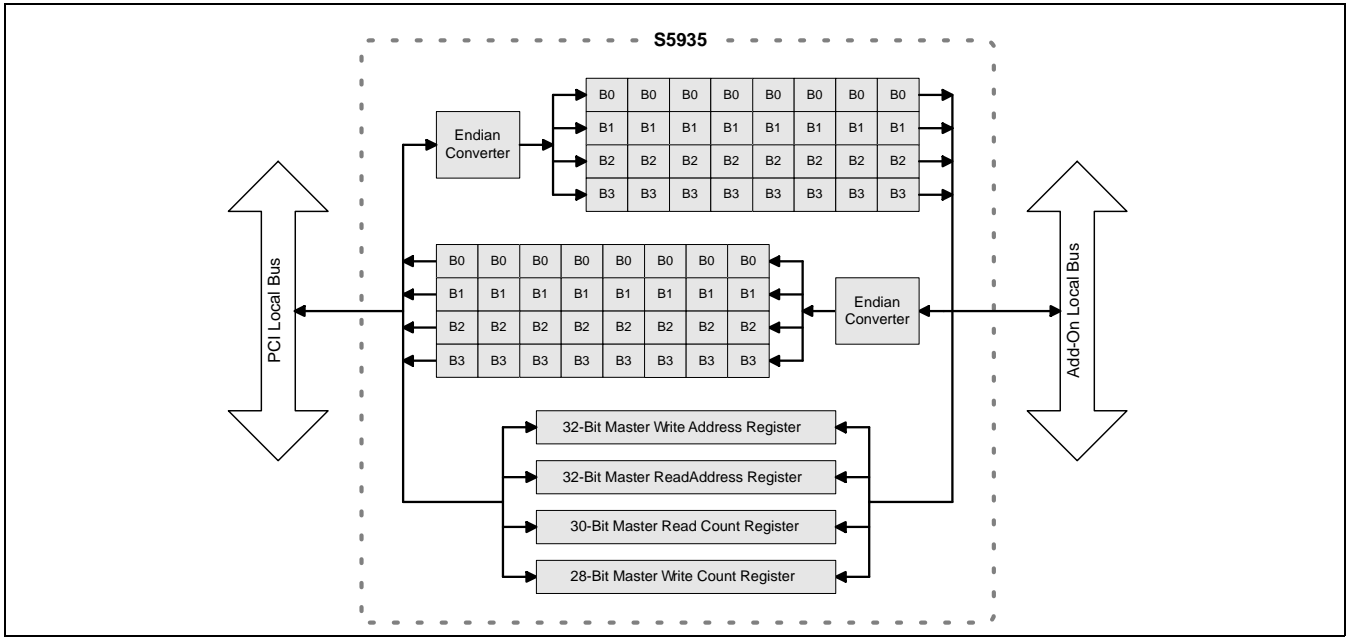 S5935
Endian
Converter
B0 B0 B0 B0 B0 B0 B0 B0
B1 B1 B1 B1 B1 B1 B1 B1
B2 B2 B2 B2 B2 B2 B2 B2
B3 B3 B3 B3 B3 B3 B3 B3
PCI Local Bus
B0 B0 B0 B0 B0 B0 B0 B0
B1 B1 B1 B1 B1 B1 B1 B1
B2 B2 B2 B2 B2 B2 B2 B2
B3 B3 B3 B3 B3 B3 B3 B3
Endian
Converter
Add-On Local Bus
32-Bit Master Write Address Register
32-Bit Master ReadAddress Register
30-Bit Master Read Count Register
28-Bit Master Write Count Register